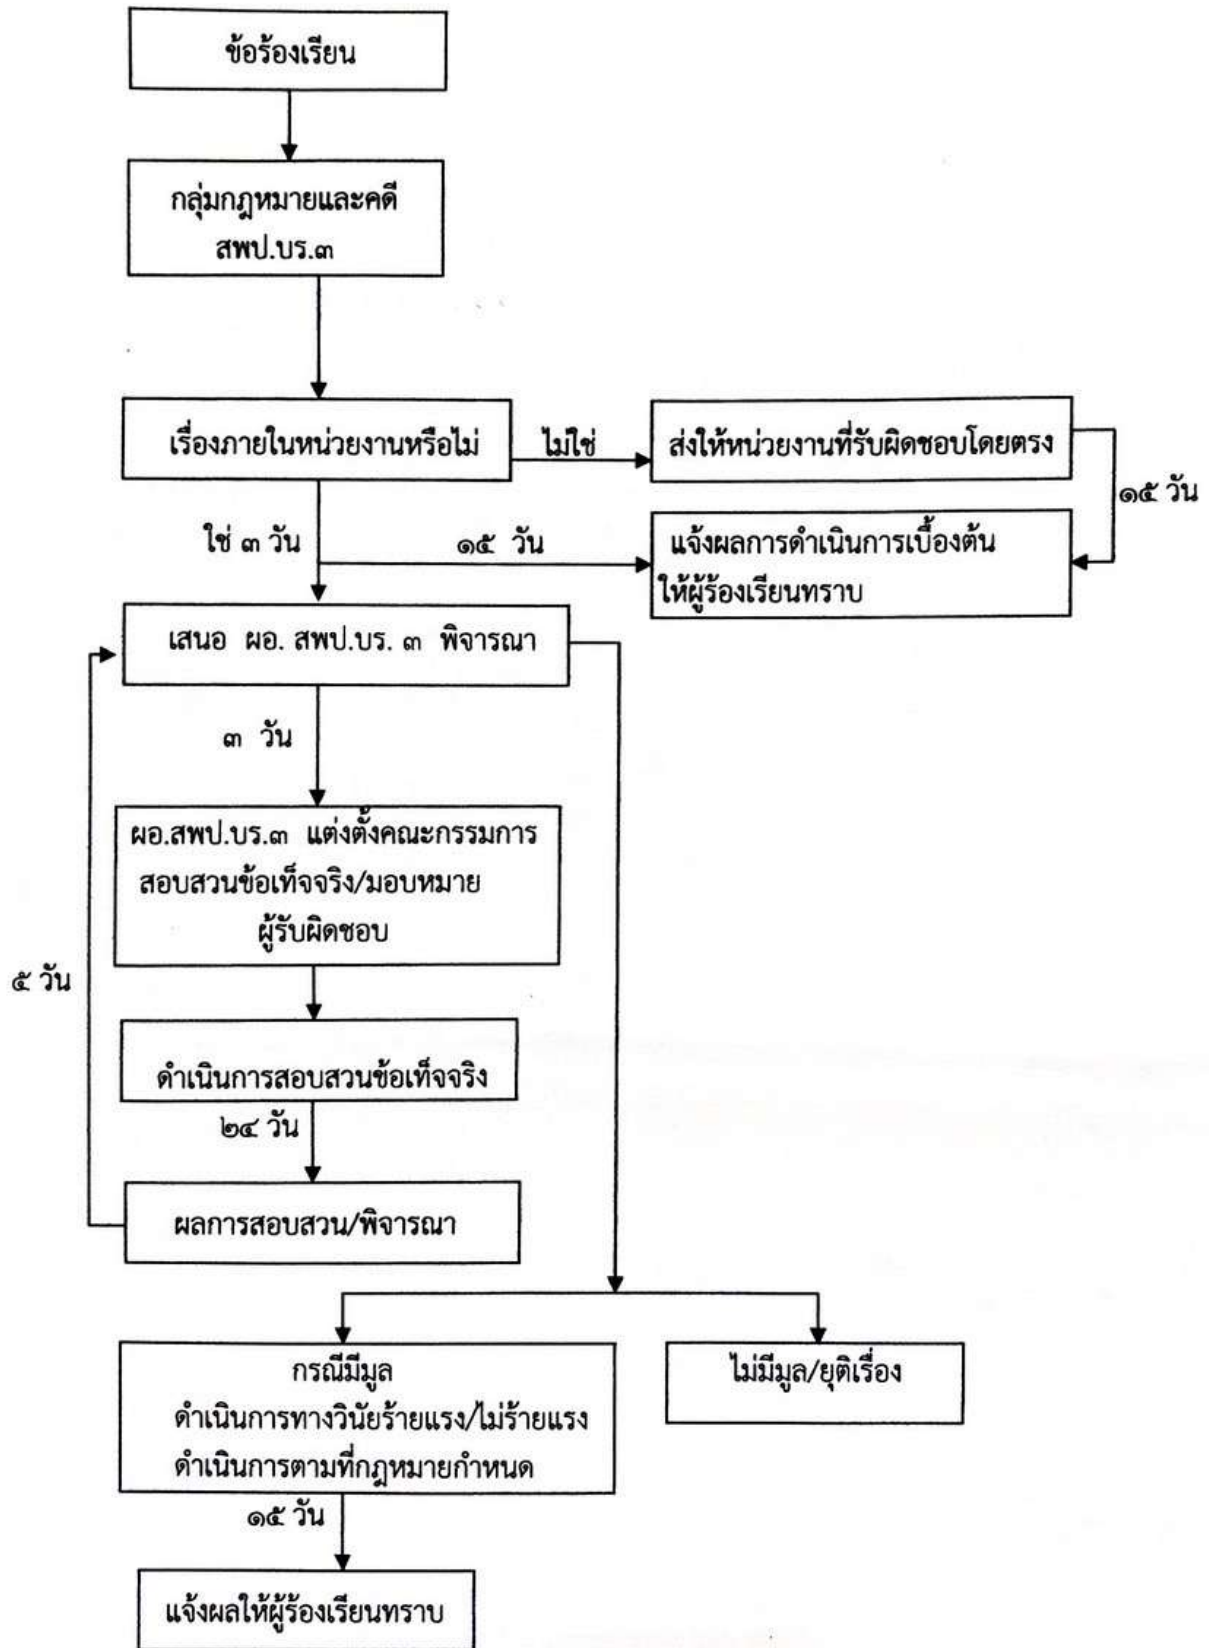 ข้อร้องเรียน
กลุ่มกฎหมายและคดี
สพป.บร.๓
เรื่องภายในหน่วยงานหรือไม่
ไม่ใช่
ส่งให้หน่วยงานที่รับผิดชอบโดยตรง
๑๕ วัน
ใช่ ๓ วัน
๑๕ วัน
แจ้งผลการดำเนินการเบื้องต้น
ให้ผู้ร้องเรียนทราบ
เสนอ ผอ. สพป.บร. ๓ พิจารณา
๓ วัน
ผอ.สพป.บร.๓ แต่งตั้งคณะกรรมการ
สอบสวนข้อเท็จจริง/มอบหมาย
ผู้รับผิดชอบ
๕ วัน
ดำเนินการสอบสวนข้อเท็จจริง
๒๔ วัน
ผลการสอบสวน/พิจารณา
กรณีมีมูล
ดำเนินการทางวินัยร้ายแรง/ไม่ร้ายแรง
ดำเนินการตามที่กฎหมายกำหนด
ไม่มีมูล/ยุติเรื่อง
๑๕ วัน
แจ้งผลให้ผู้ร้องเรียนทราบ